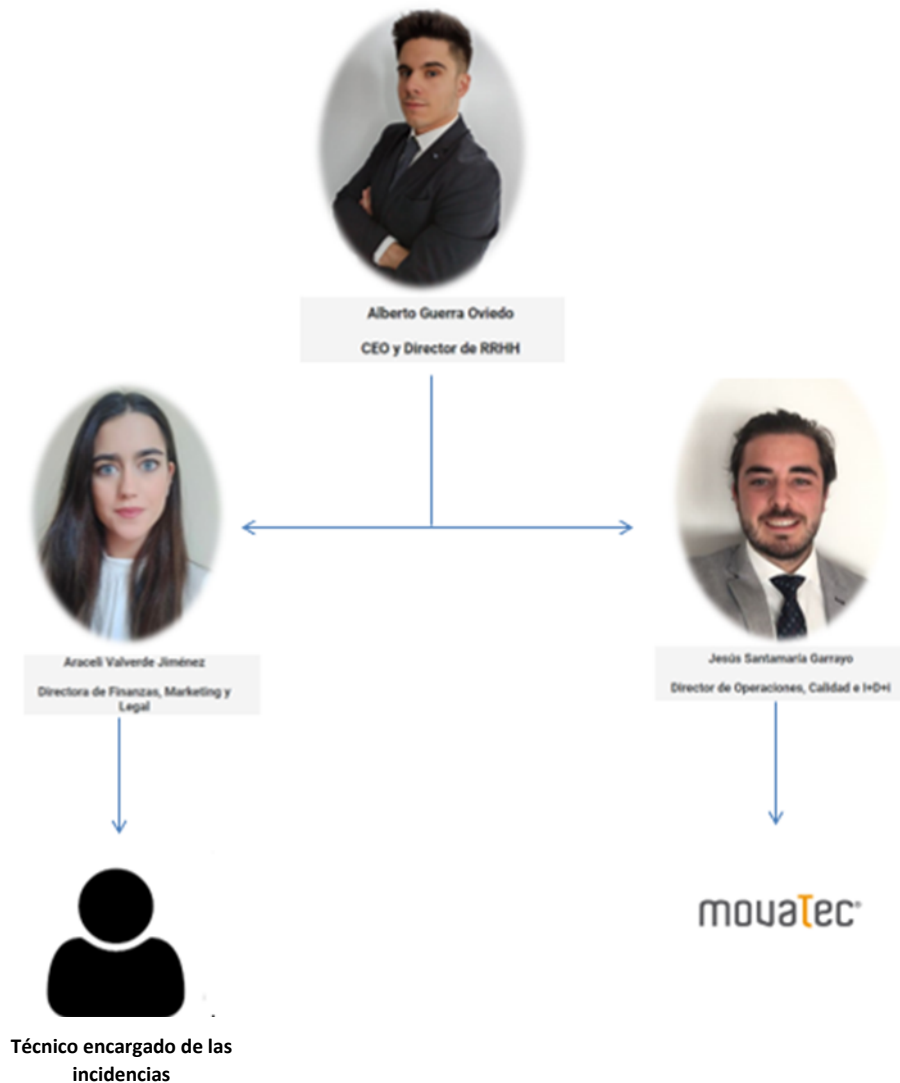 Alberto Guerra Oviedo
CEO y Director de RRHH
Araceli Valverde Jiménez
Directora de Finanzas, Marketing y
Legal
Jesús Santamaría Garrayo
Director de Operaciones, Calidad e I+D+i
movaTec®
Técnico encargado de las
incidencias